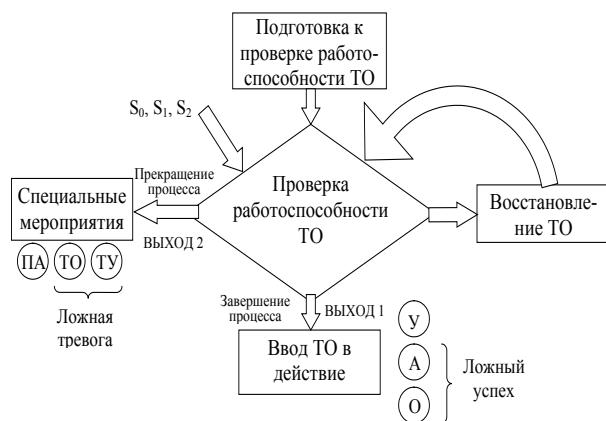 Подготовка к
проверке работо-
способности ТО
S0, S1, S2
Прекращение
процесса
Специальные
мероприятия
Проверка
работоспособности
ТО
Восстановле-
ние ТО
ВЫХОД 2
ПА ТО ТУ
Ложная
тревога
Завершение
процесса
ВЫХОД 1
Ввод ТО в
действие
У
А
О
Ложный
успех